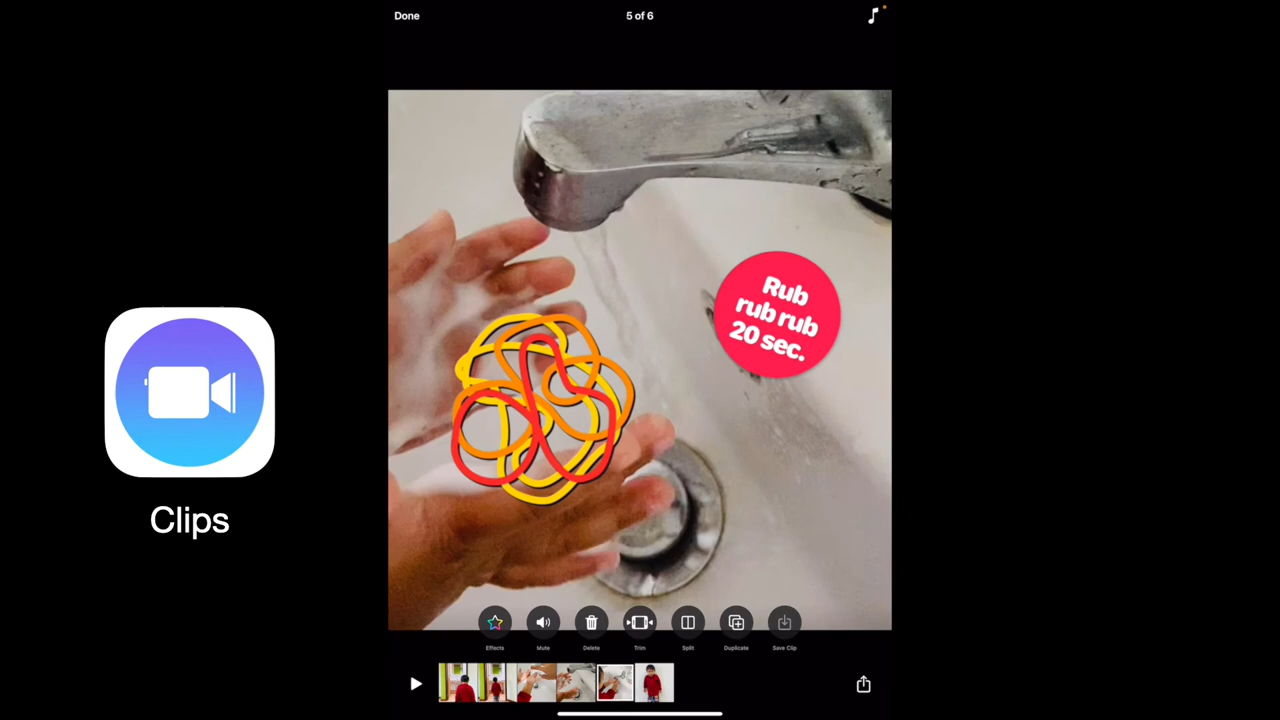 Done
5 of 6
Rub
rub rub
20 sec.
Clips
Effects
Mute
Delete
Trim
Split
Duplicate
Save Clip